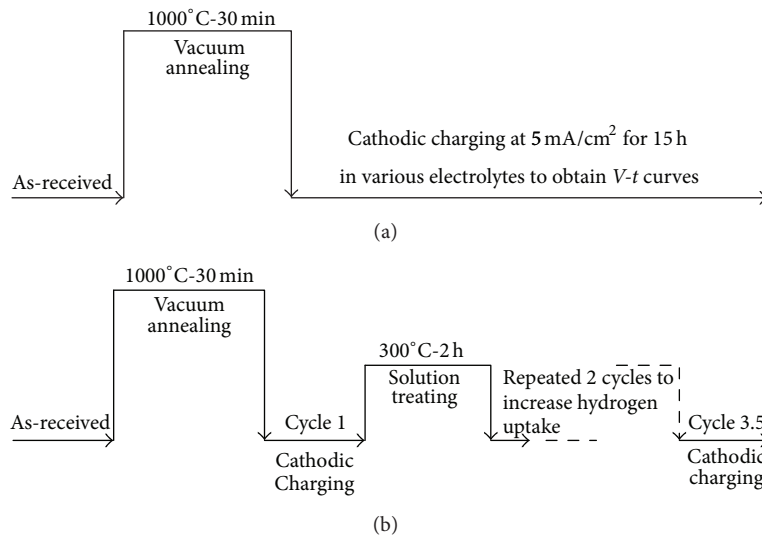 1000°C-30 min
Vacuum
annealing
Cathodic charging at 5 mA/cm² for 15 h
As-received
in various electrolytes to obtain V-t curves
(a)
1000°C-30 min
Vacuum
annealing
300°C-2 h
Solution
treating
Repeated 2 cycles to
increase hydrogen
uptake
As-received
Cycle 1
Cathodic
Charging
Cycle 3.5
Cathodic
charging
(b)